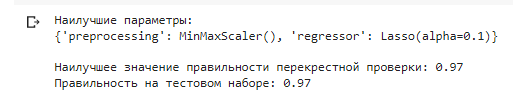 Наилучшие параметры:
{'preprocessing': MinMaxScaler(), 'regressor': Lasso(alpha=0.1)}
Наилучшее значение правильности перекрестной проверки: 0.97
Правильность на тестовом наборе: 0.97